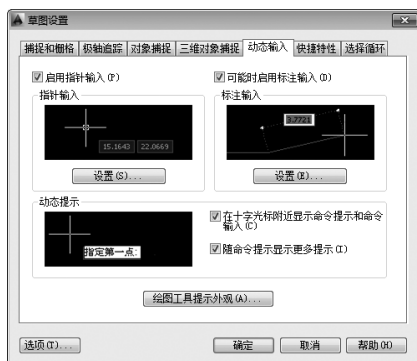 草图设置
捕捉和栅格 极轴追踪 对象捕捉 三维对象捕捉 动态输入 快捷特性 选择循环
启用指针输入(P) 可能时启用标注输入(D)
指针输入 标注输入
15.1643 22.0669
3.7721
设置(S)... 设置(E)...
动态提示
指定第一点:
在十字光标附近显示命令提示和命令
输入(C)
随命令提示显示更多提示(I)
绘图工具提示外观(A)...
选项(T)... 确定 取消 帮助(H)